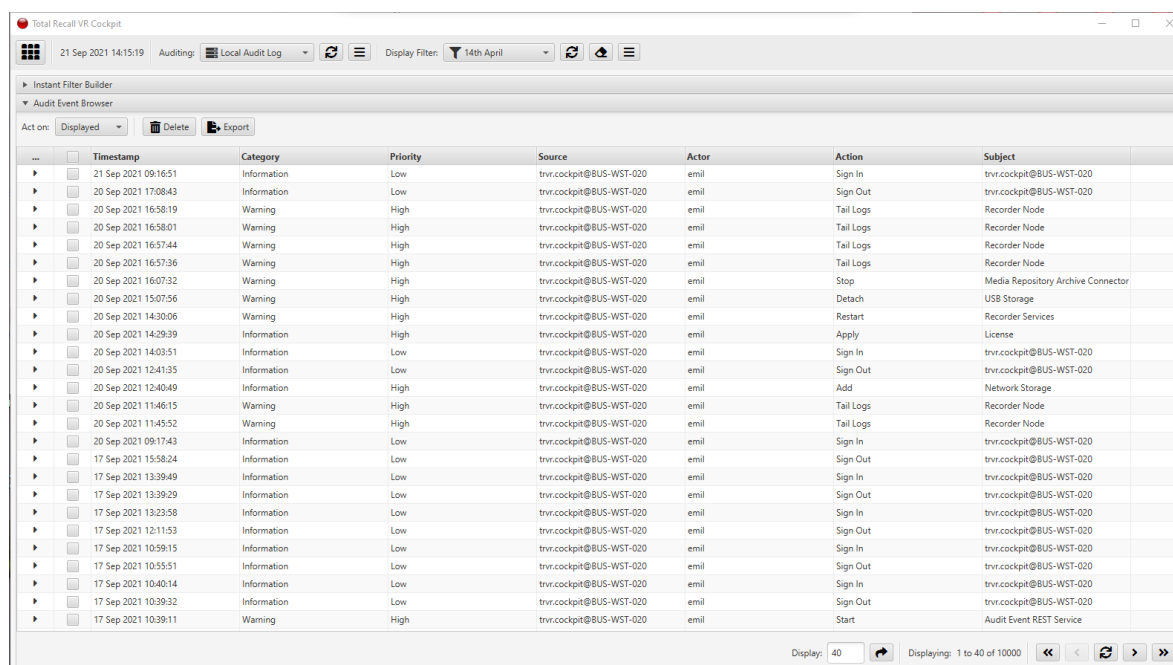 Total Recall VR Cockpit
21 Sep 2021 14:15:19 Auditing: Local Audit Log Display Filter: 14th April
Instant Filter Builder
Audit Event Browser
Act on: Displayed Delete Export
... Timestamp Category Priority Source Actor Action Subject
21 Sep 2021 09:16:51 Information Low trvr.cockpit@BUS-WST-020 emil Sign In trvr.cockpit@BUS-WST-020
20 Sep 2021 17:08:43 Information Low trvr.cockpit@BUS-WST-020 emil Sign Out trvr.cockpit@BUS-WST-020
20 Sep 2021 16:58:19 Warning High trvr.cockpit@BUS-WST-020 emil Tail Logs Recorder Node
20 Sep 2021 16:58:01 Warning High trvr.cockpit@BUS-WST-020 emil Tail Logs Recorder Node
20 Sep 2021 16:57:44 Warning High trvr.cockpit@BUS-WST-020 emil Tail Logs Recorder Node
20 Sep 2021 16:57:36 Warning High trvr.cockpit@BUS-WST-020 emil Tail Logs Recorder Node
20 Sep 2021 16:07:32 Warning High trvr.cockpit@BUS-WST-020 emil Stop Media Repository Archive Connector
20 Sep 2021 15:07:56 Warning High trvr.cockpit@BUS-WST-020 emil Detach USB Storage
20 Sep 2021 14:30:06 Warning High trvr.cockpit@BUS-WST-020 emil Restart Recorder Services
20 Sep 2021 14:29:39 Information High trvr.cockpit@BUS-WST-020 emil Apply License
20 Sep 2021 14:03:51 Information Low trvr.cockpit@BUS-WST-020 emil Sign In trvr.cockpit@BUS-WST-020
20 Sep 2021 12:41:35 Information Low trvr.cockpit@BUS-WST-020 emil Sign Out trvr.cockpit@BUS-WST-020
20 Sep 2021 12:40:49 Information High trvr.cockpit@BUS-WST-020 emil Add Network Storage
20 Sep 2021 11:46:15 Warning High trvr.cockpit@BUS-WST-020 emil Tail Logs Recorder Node
20 Sep 2021 11:45:52 Warning High trvr.cockpit@BUS-WST-020 emil Tail Logs Recorder Node
20 Sep 2021 09:17:43 Information Low trvr.cockpit@BUS-WST-020 emil Sign In trvr.cockpit@BUS-WST-020
17 Sep 2021 15:58:24 Information Low trvr.cockpit@BUS-WST-020 emil Sign Out trvr.cockpit@BUS-WST-020
17 Sep 2021 13:39:49 Information Low trvr.cockpit@BUS-WST-020 emil Sign In trvr.cockpit@BUS-WST-020
17 Sep 2021 13:39:29 Information Low trvr.cockpit@BUS-WST-020 emil Sign Out trvr.cockpit@BUS-WST-020
17 Sep 2021 13:23:58 Information Low trvr.cockpit@BUS-WST-020 emil Sign In trvr.cockpit@BUS-WST-020
17 Sep 2021 12:11:53 Information Low trvr.cockpit@BUS-WST-020 emil Sign Out trvr.cockpit@BUS-WST-020
17 Sep 2021 10:59:15 Information Low trvr.cockpit@BUS-WST-020 emil Sign In trvr.cockpit@BUS-WST-020
17 Sep 2021 10:55:51 Information Low trvr.cockpit@BUS-WST-020 emil Sign Out trvr.cockpit@BUS-WST-020
17 Sep 2021 10:40:14 Information Low trvr.cockpit@BUS-WST-020 emil Sign In trvr.cockpit@BUS-WST-020
17 Sep 2021 10:39:32 Information Low trvr.cockpit@BUS-WST-020 emil Sign Out trvr.cockpit@BUS-WST-020
17 Sep 2021 10:39:11 Warning High trvr.cockpit@BUS-WST-020 emil Start Audit Event REST Service
Display: 40 Displaying: 1 to 40 of 10000